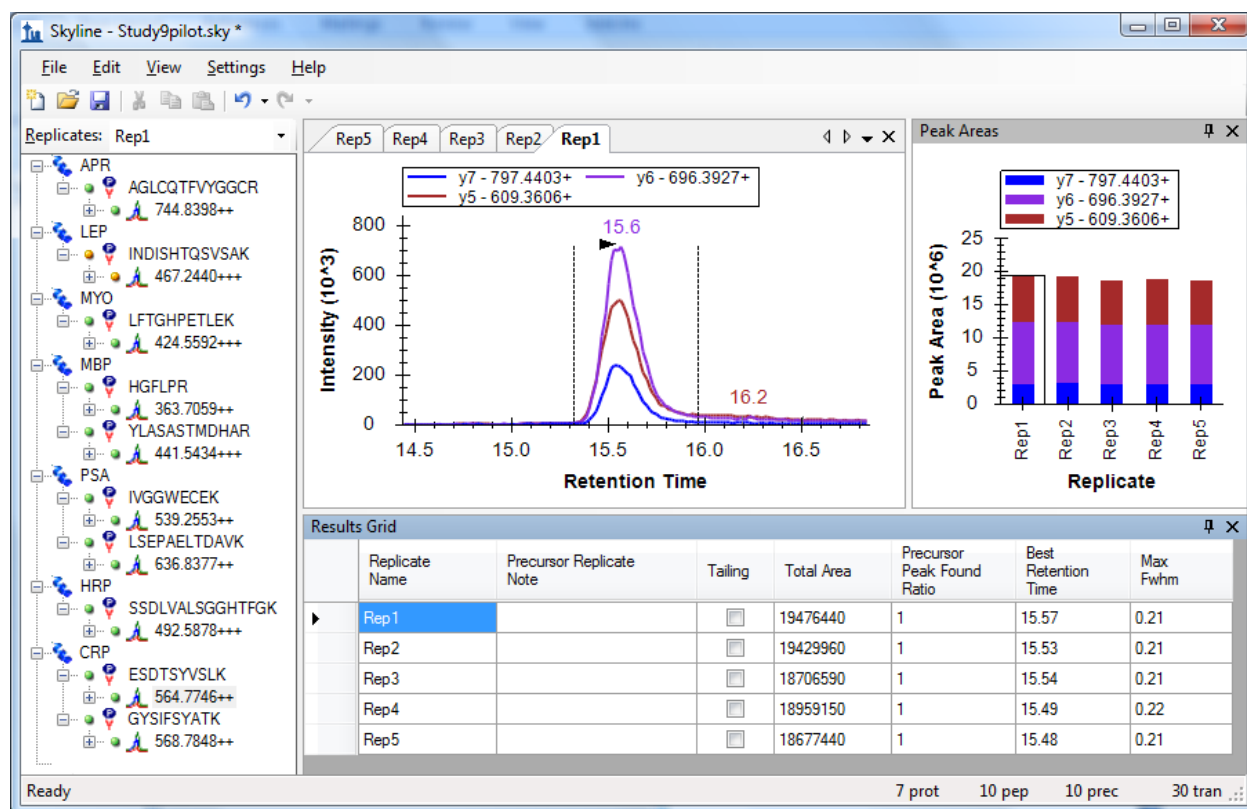 Skyline - Study9pilot.sky *
File Edit View Settings Help
Replicates: Rep1
APR
AGLCQTFVYGGCR
744.8398++
LEP
INDISHTQSVSAK
467.2440+++
MYO
LFTGHPETLEK
424.5592+++
MBP
HGFLPR
363.7059++
YLASASTMDHAR
441.5434+++
PSA
IVGGWECEK
539.2553++
LSEPAELTDAVK
636.8377++
HRP
SSDLVALSGGHTFGK
492.5878+++
CRP
ESDTSYVSLK
564.7746++
GYSIFSYATK
568.7848++
Rep5 Rep4 Rep3 Rep2 Rep1
y7 - 797.4403+ y6 - 696.3927+
y5 - 609.3606+
Intensity (10^3)
800
600
400
200
0
15.6
16.2
14.5 15.0 15.5 16.0 16.5
Retention Time
Peak Areas
y7 - 797.4403+
y6 - 696.3927+
y5 - 609.3606+
Peak Area (10^6)
25
20
15
10
5
0
Rep1 Rep2 Rep3 Rep4 Rep5
Replicate
Results Grid
Replicate Name Precursor Replicate Note Tailing Total Area Precursor Peak Found Ratio Best Retention Time Max Fwhm
Rep1 19476440 1 15.57 0.21
Rep2 19429960 1 15.53 0.21
Rep3 18706590 1 15.54 0.21
Rep4 18959150 1 15.49 0.22
Rep5 18677440 1 15.48 0.21
Ready 7 prot 10 pep 10 prec 30 tran